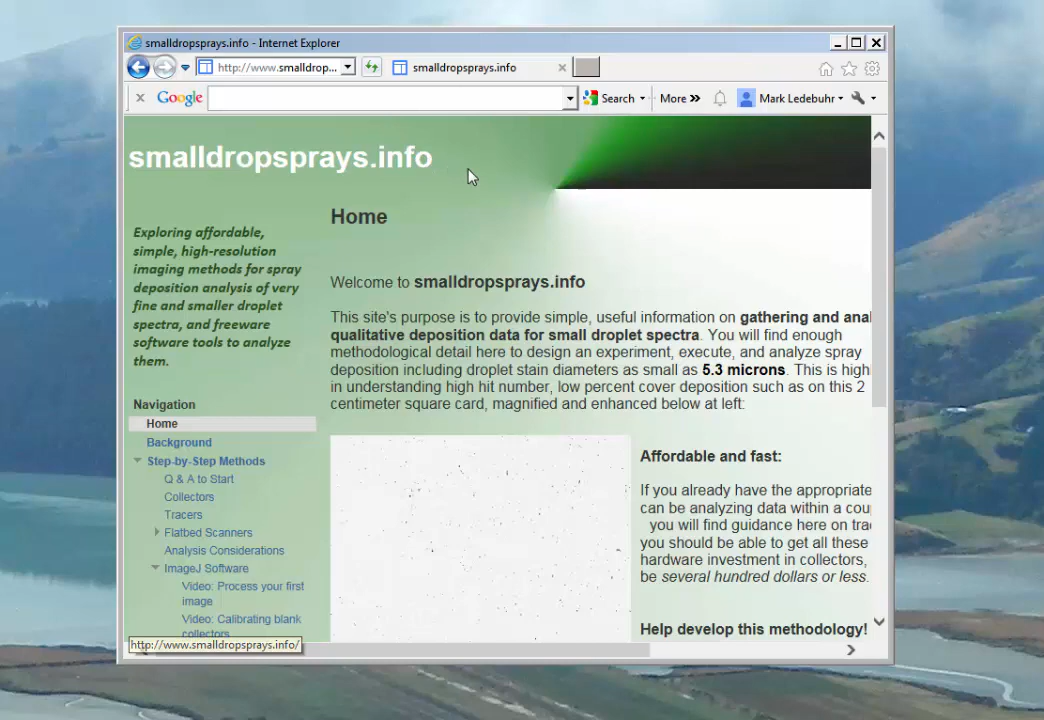 smalldropsprays.info - Internet Explorer
http://www.smalldrop...
smalldropsprays.info
Google
Search
More »
Mark Ledebuhr
smalldropsprays.info
Exploring affordable,
simple, high-resolution
imaging methods for spray
deposition analysis of very
fine and smaller droplet
spectra, and freeware
software tools to analyze
them.
Navigation
Home
Background
Step-by-Step Methods
Q & A to Start
Collectors
Tracers
Flatbed Scanners
Analysis Considerations
ImageJ Software
Video: Process your first
image
Video: Calibrating blank
collectors
http://www.smalldropsprays.info/
Home
Welcome to smalldropsprays.info
This site's purpose is to provide simple, useful information on gathering and anal
qualitative deposition data for small droplet spectra. You will find enough
methodological detail here to design an experiment, execute, and analyze spray
deposition including droplet stain diameters as small as 5.3 microns. This is high
in understanding high hit number, low percent cover deposition such as on this 2
centimeter square card, magnified and enhanced below at left:
Affordable and fast:
If you already have the appropriate
can be analyzing data within a cou
you will find guidance here on tra
you should be able to get all these
hardware investment in collectors,
be several hundred dollars or less.
Help develop this methodology!